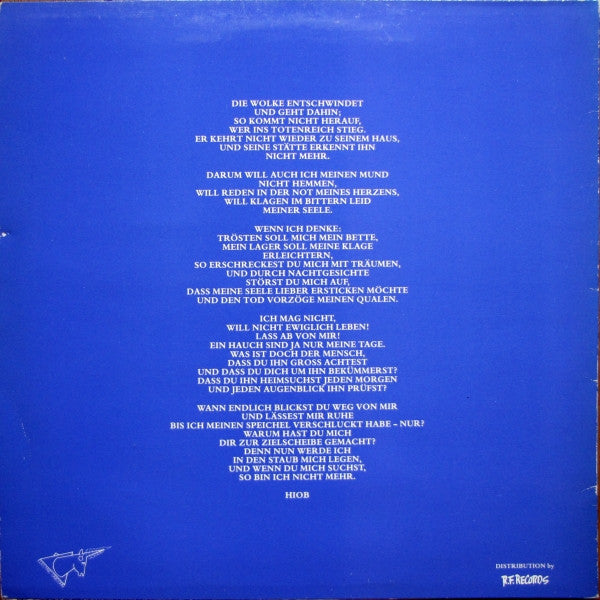 DIE WOLKE ENTSCHWINDET
UND GEHT DAHIN;
SO KOMMT NICHT HERAUF,
WER INS TOTENREICH STIEG.
ER KEHRT NICHT WIEDER ZU SEINEM HAUS,
UND SEINE STÄTTE ERKENNT IHN
NICHT MEHR.
DARUM WILL AUCH ICH MEINEN MUND
NICHT HEMMEN,
WILL REDEN IN DER NOT MEINES HERZENS,
WILL KLAGEN IM BITTERN LEID
MEINER SEELE.
WENN ICH DENKE:
TRÖSTEN SOLL MICH MEIN BETTE,
MEIN LAGER SOLL MEINE KLAGE
ERLEICHTERN,
SO ERSCHRECKEST DU MICH MIT TRÄUMEN,
UND DURCH NACHTGESICHTE
STÖRST DU MICH AUF,
DASS MEINE SEELE LIEBER ERSTICKEN MÖCHTE
UND DEN TOD VORZÖGE MEINEN QUALEN.
ICH MAG NICHT,
WILL NICHT EWIGLICH LEBEN!
LASS AB VON MIR!
EIN HAUCH SIND JA NUR MEINE TAGE.
WAS IST DOCH DER MENSCH,
DASS DU IHN GROSS ACHTEST
UND DASS DU DICH UM IHN BEKÜMMERST?
DASS DU IHN HEIMSUCHST JEDEN MORGEN
UND JEDEN AUGENBLICK IHN PRÜFST?
WANN ENDLICH BLICKST DU WEG VON MIR
UND LÄSSEST MIR RUHE
BIS ICH MEINEN SPEICHEL VERSCHLUCKT HABE – NUR?
WARUM HAST DU MICH
DIR ZUR ZIELSCHEIBE GEMACHT?
DENN NUN WERDE ICH
IN DEN STAUB MICH LEGEN,
UND WENN DU MICH SUCHST,
SO BIN ICH NICHT MEHR.
HIOB
DISTRIBUTION by
R.F. RECORDS